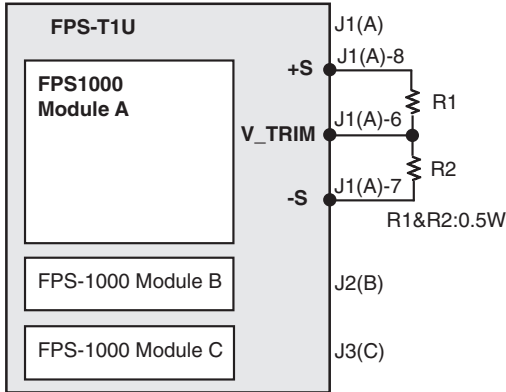 FPS-T1U
J1(A)
+S
J1(A)-8
FPS1000
Module A
R1
V_TRIM
J1(A)-6
R2
-S
J1(A)-7
R1&R2:0.5W
FPS-1000 Module B
J2(B)
FPS-1000 Module C
J3(C)